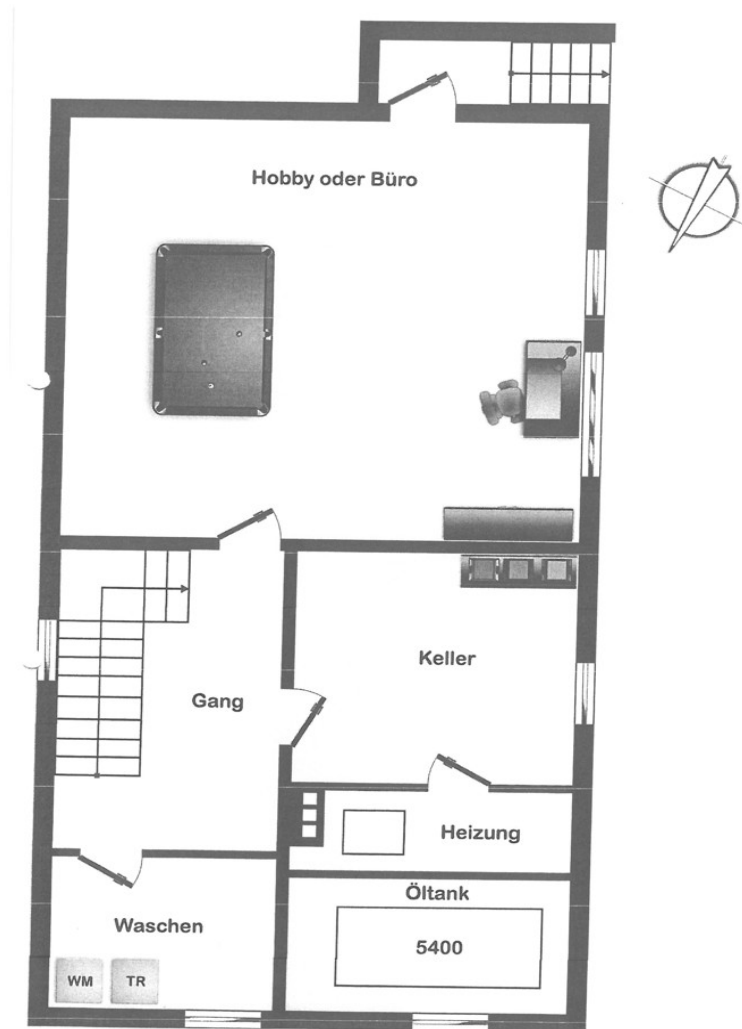 Hobby oder Büro
Keller
Gang
Heizung
Öltank
5400
Waschen
WM
TR